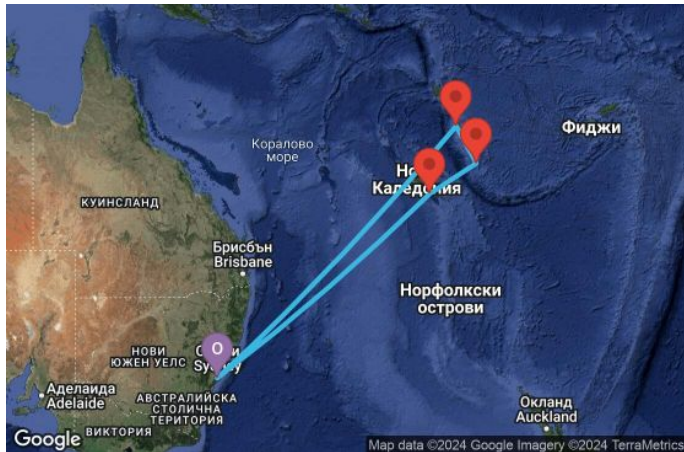 Коралово
море
Фиджи
Каледония
КУИНСЛАНД
Брисбън
Brisbane
Норфолкски
острови
O
НОВИ
ЮЖЕН УЕЛС
Sydney
Аделаида
Adelaide
АВСТРАЛИЙСКА
СТОЛИЧНА
ТЕРИТОРИЯ
ВИКТОРИЯ
Окланд
Auckland
Google
Map data ©2024 Google Imagery ©2024 TerraMetrics